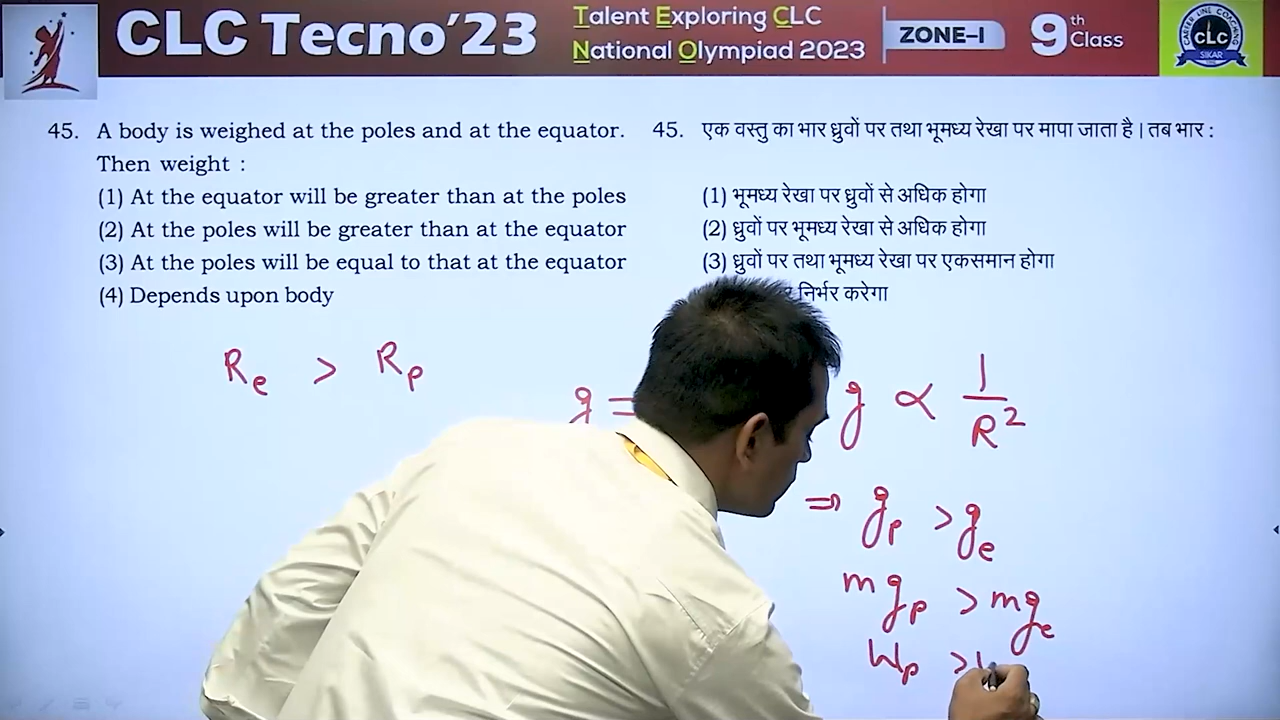 CLC Tecno'23
Talent Exploring CLC
National Olympiad 2023
ZONE–I
9th Class
CAREER LINE COACHING
CLC
SIKAR
45. A body is weighed at the poles and at the equator.
Then weight :
(1) At the equator will be greater than at the poles
(2) At the poles will be greater than at the equator
(3) At the poles will be equal to that at the equator
(4) Depends upon body
45. एक वस्तु का भार ध्रुवों पर तथा भूमध्य रेखा पर मापा जाता है। तब भार :
(1) भूमध्य रेखा पर ध्रुवों से अधिक होगा
(2) ध्रुवों पर भूमध्य रेखा से अधिक होगा
(3) ध्रुवों पर तथा भूमध्य रेखा पर एकसमान होगा
निर्भर करेगा
Re > Rp
g =
g ∝ 1/R²
⇒ gp > ge
mgp > mge
Wp >